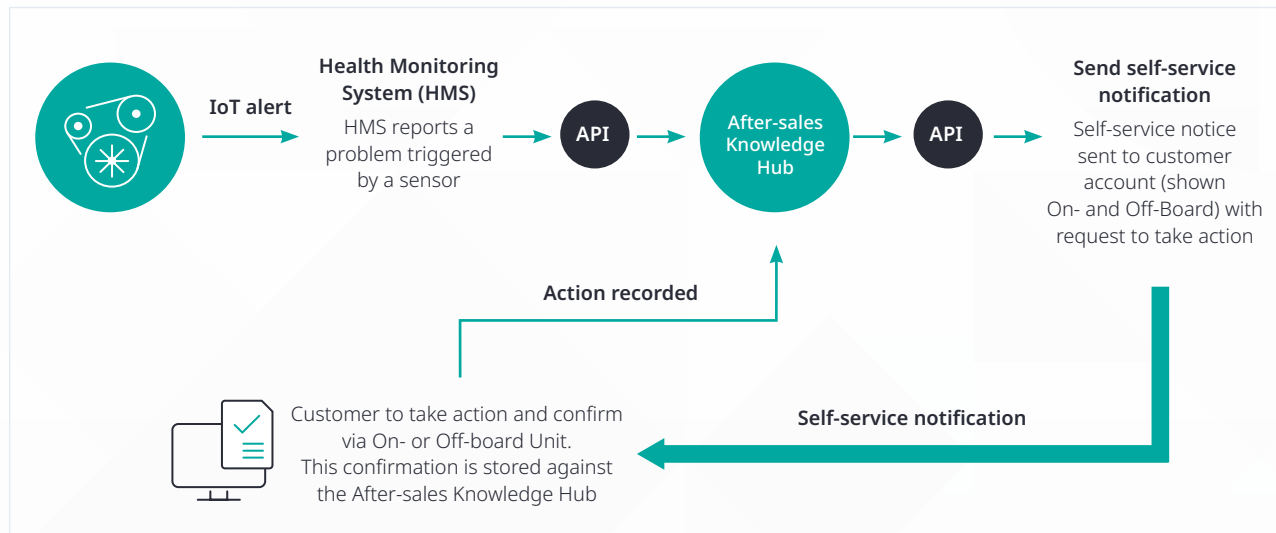 IoT alert
Health Monitoring
System (HMS)
HMS reports a
problem triggered
by a sensor
API
After-sales
Knowledge
Hub
API
Send self-service
notification
Self-service notice
sent to customer
account (shown
On- and Off-Board) with
request to take action
Action recorded
Self-service notification
Customer to take action and confirm
via On- or Off-board Unit.
This confirmation is stored against
the After-sales Knowledge Hub